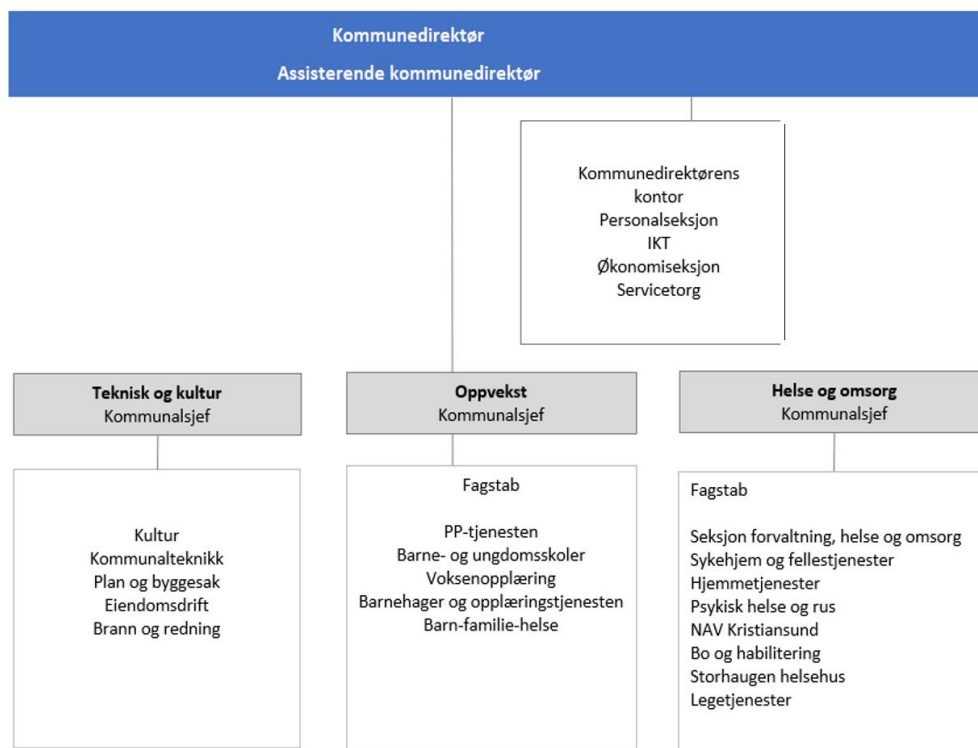 Kommunedirektør
Assisterende kommunedirektør
Kommunedirektørens
kontor
Personalseksjon
IKT
Økonomiseksjon
Servicetorg
Teknisk og kultur
Kommunalsjef
Oppvekst
Kommunalsjef
Helse og omsorg
Kommunalsjef
Kultur
Kommunalteknikk
Plan og byggesak
Eiendomsdrift
Brann og redning
Fagstab
PP-tjenesten
Barne- og ungdomsskoler
Voksenopplæring
Barnehager og opplæringstjenesten
Barn-familie-helse
Fagstab
Seksjon forvaltning, helse og omsorg
Sykehjem og fellestjenester
Hjemmetjenester
Psykisk helse og rus
NAV Kristiansund
Bo og habilitering
Storhaugen helsehus
Legetjenester